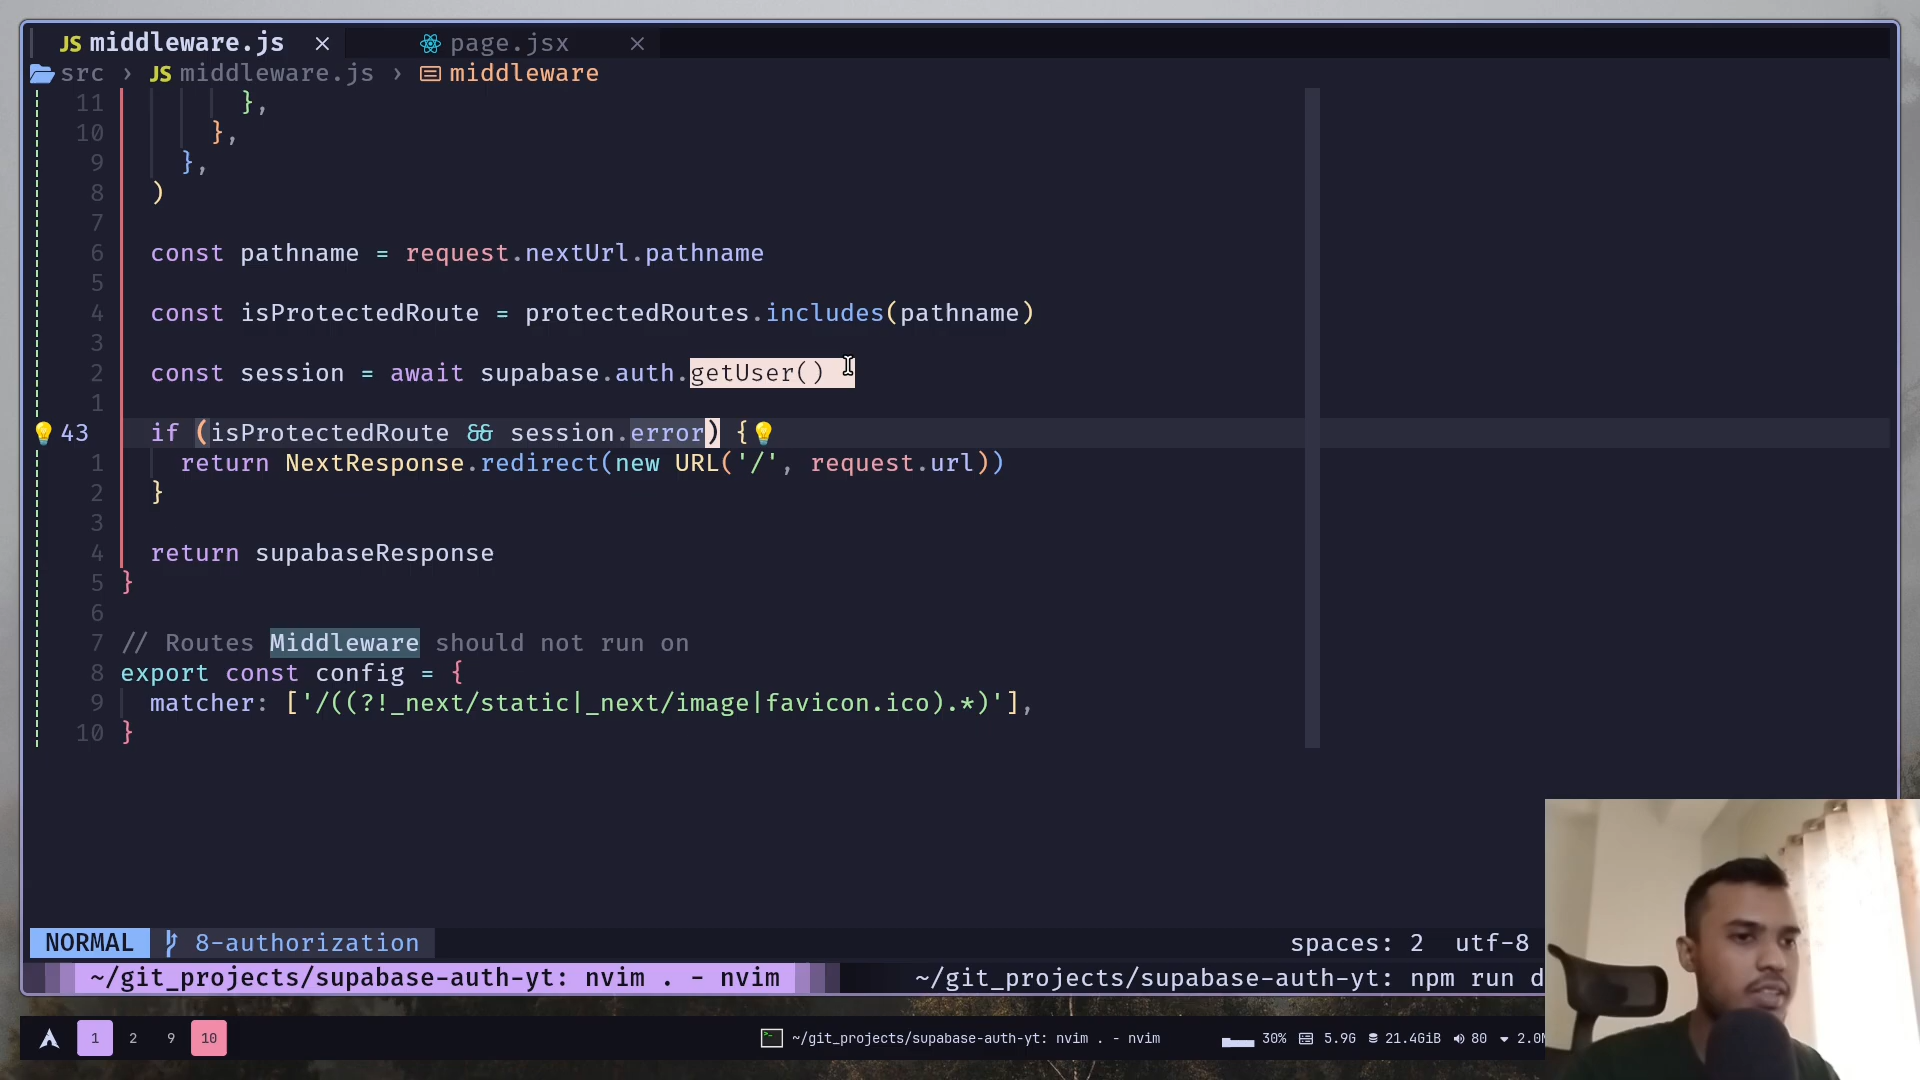 JS middleware.js × page.jsx ×
src › JS middleware.js › middleware
11 },
10 },
9 },
8 )
7
6 const pathname = request.nextUrl.pathname
5
4 const isProtectedRoute = protectedRoutes.includes(pathname)
3
2 const session = await supabase.auth.getUser()
1
43 if (isProtectedRoute && session.error) {
1 return NextResponse.redirect(new URL('/', request.url))
2 }
3
4 return supabaseResponse
5 }
6
7 // Routes Middleware should not run on
8 export const config = {
9 matcher: ['/((?!_next/static|_next/image|favicon.ico).*)'],
10 }
NORMAL 8-authorization spaces: 2 utf-8
~/git_projects/supabase-auth-yt: nvim . - nvim ~/git_projects/supabase-auth-yt: npm run d
1 2 9 10 ~/git_projects/supabase-auth-yt: nvim . - nvim 30% 5.9G 21.4GiB 80 2.0M